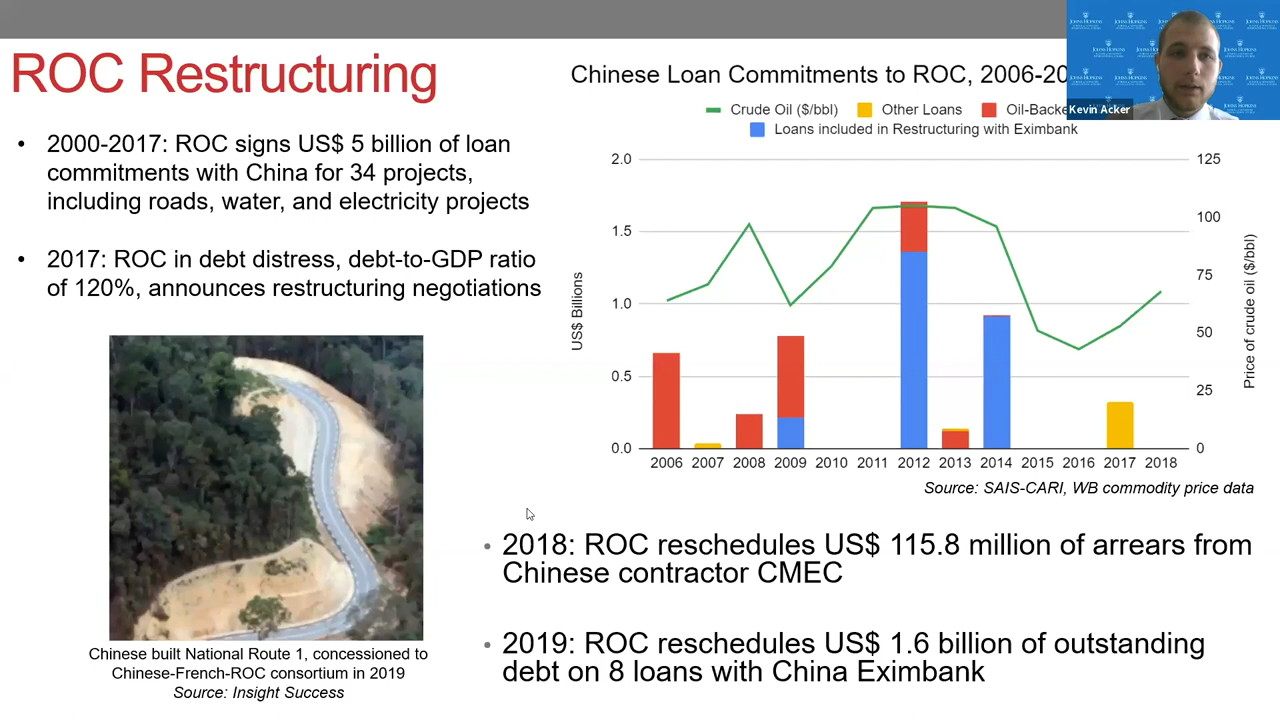 ROC Restructuring
• 2000-2017: ROC signs US$ 5 billion of loan
commitments with China for 34 projects,
including roads, water, and electricity projects
• 2017: ROC in debt distress, debt-to-GDP ratio
of 120%, announces restructuring negotiations
Chinese built National Route 1, concessioned to
Chinese-French-ROC consortium in 2019
Source: Insight Success
Chinese Loan Commitments to ROC, 2006-20
Crude Oil ($/bbl) Other Loans Oil-Backe
Loans included in Restructuring with Eximbank
US$ Billions
2.0
1.5
1.0
0.5
0.0
125
100
75
50
25
0
Price of crude oil ($/bbl)
2006 2007 2008 2009 2010 2011 2012 2013 2014 2015 2016 2017 2018
Source: SAIS-CARI, WB commodity price data
• 2018: ROC reschedules US$ 115.8 million of arrears from
Chinese contractor CMEC
• 2019: ROC reschedules US$ 1.6 billion of outstanding
debt on 8 loans with China Eximbank
Kevin Acker
JOHNS HOPKINS